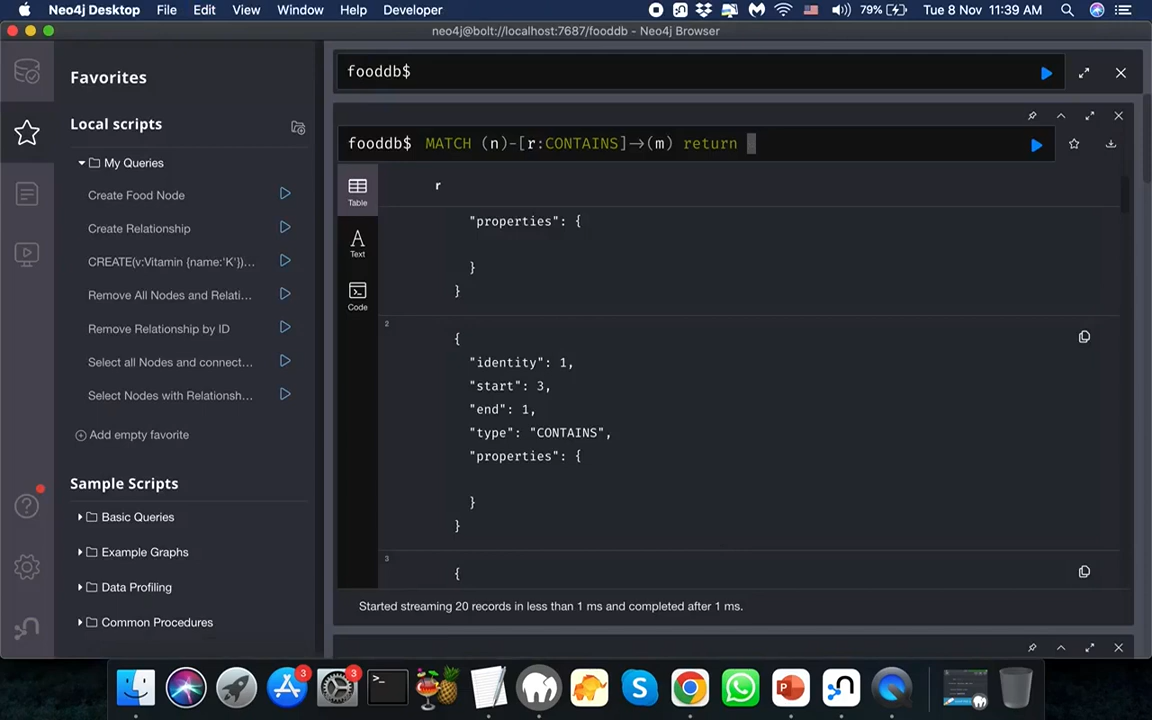 Neo4j Desktop File Edit View Window Help Developer 79% Tue 8 Nov 11:39 AM
neo4j@bolt://localhost:7687/fooddb - Neo4j Browser
Favorites
Local scripts
My Queries
Create Food Node
Create Relationship
CREATE(v:Vitamin {name:'K'})...
Remove All Nodes and Relati...
Remove Relationship by ID
Select all Nodes and connect...
Select Nodes with Relationsh...
Add empty favorite
Sample Scripts
Basic Queries
Example Graphs
Data Profiling
Common Procedures
fooddb$
fooddb$ MATCH (n)-[r:CONTAINS]→(m) return
Table
Text
Code
r
"properties": {
}
}
2
{
"identity": 1,
"start": 3,
"end": 1,
"type": "CONTAINS",
"properties": {
}
}
3
{
Started streaming 20 records in less than 1 ms and completed after 1 ms.
3
3